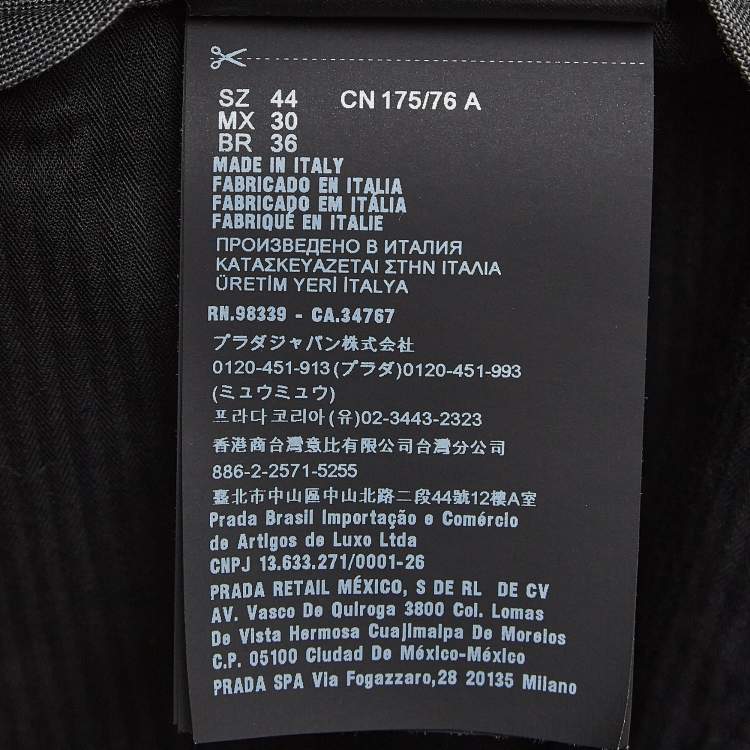 SZ 44 CN 175/76 A
MX 30
BR 36
MADE IN ITALY
FABRICADO EN ITALIA
FABRICADO EM ITÁLIA
FABRIQUÉ EN ITALIE
ПРОИЗВЕДЕНО В ИТАЛИЯ
ΚΑΤΑΣΚΕΥΑΖΕΤΑΙ ΣΤΗΝ ΙΤΑΛΙΑ
ÜRETİM YERİ İTALYA
RN.98339 - CA.34767
プラダジャパン株式会社
0120-451-913(プラダ)0120-451-993
(ミュウミュウ)
프라다코리아(유)02-3443-2323
香港商台灣意比有限公司台灣分公司
886-2-2571-5255
臺北市中山區中山北路二段44號12樓A室
Prada Brasil Importação e Comércio
de Artigos de Luxo Ltda
CNPJ 13.633.271/0001-26
PRADA RETAIL MÉXICO, S DE RL DE CV
AV. Vasco De Quiroga 3800 Col. Lomas
De Vista Hermosa Cuajimalpa De Morelos
C.P. 05100 Ciudad De México-México
PRADA SPA Via Fogazzaro,28 20135 Milano